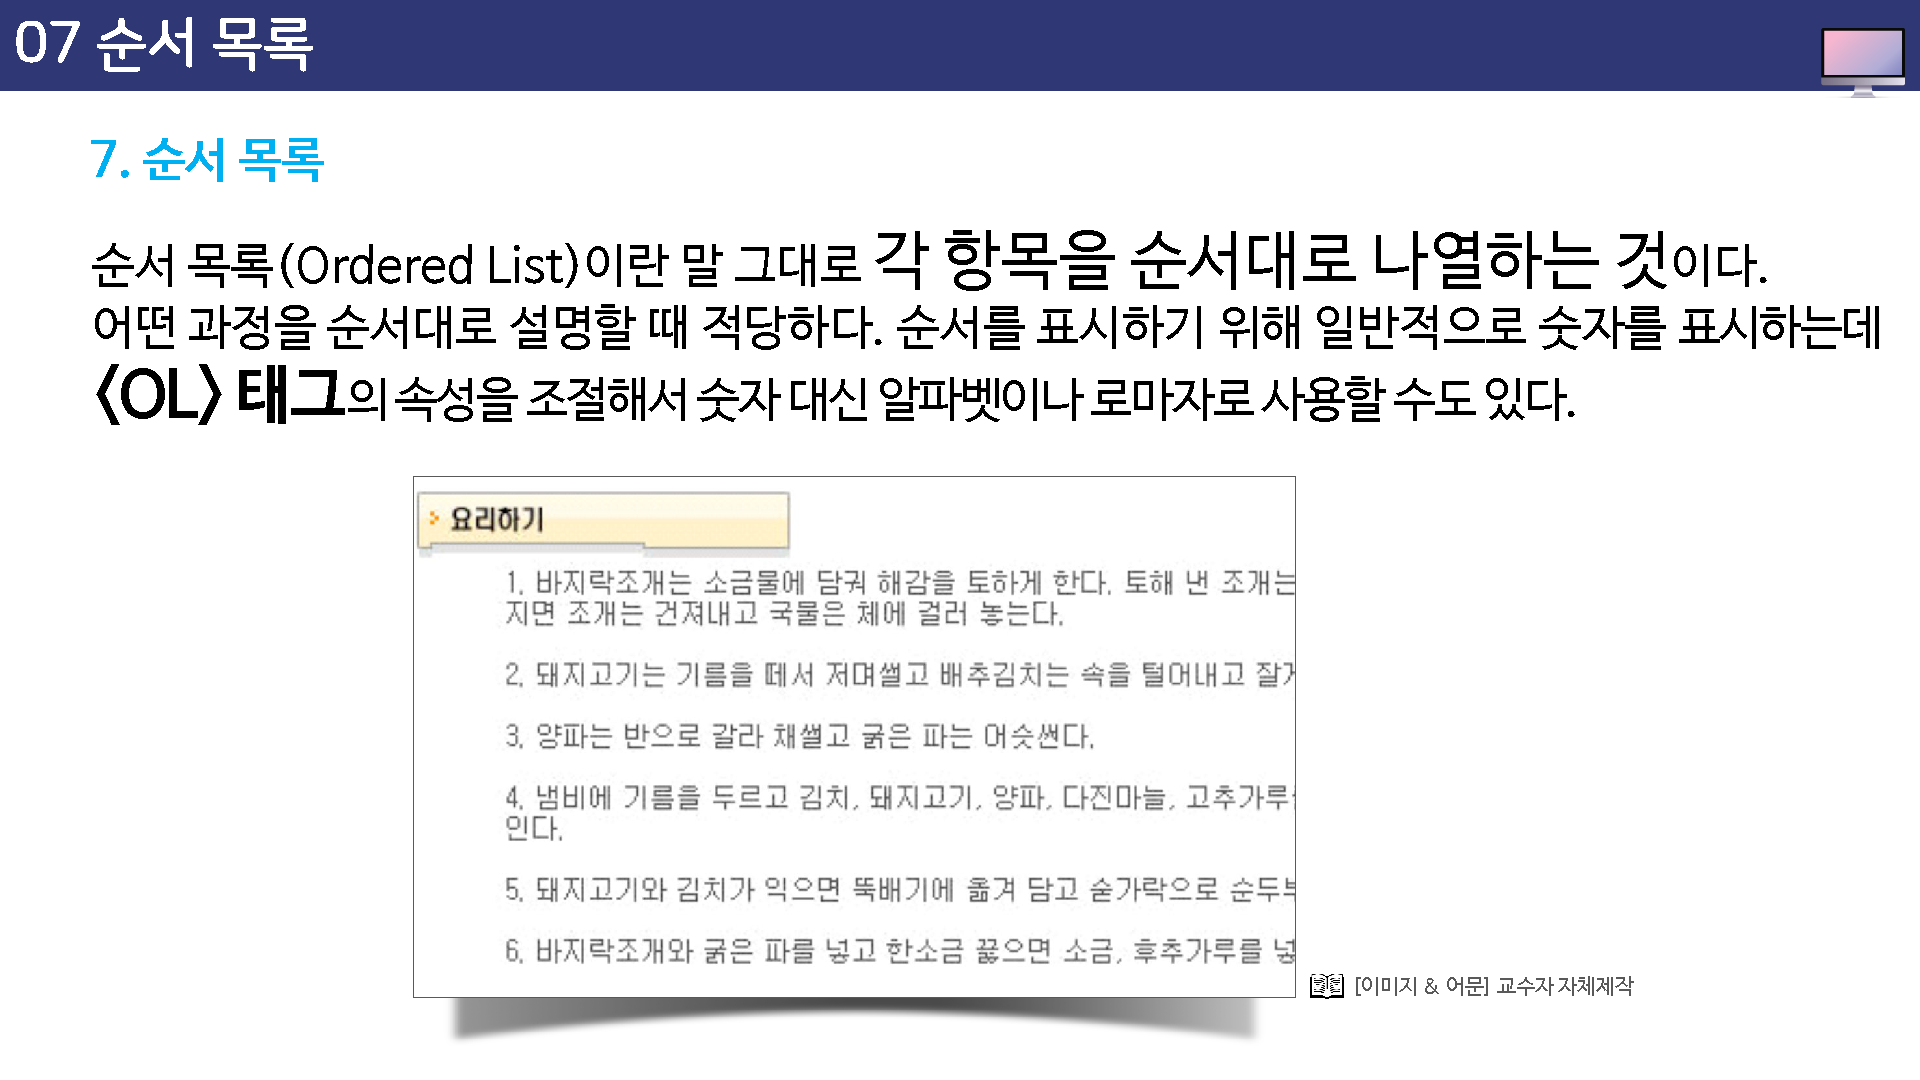 07 순서 목록
7. 순서 목록
순서 목록(Ordered List)이란 말 그대로 각 항목을 순서대로 나열하는 것이다.
어떤 과정을 순서대로 설명할 때 적당하다. 순서를 표시하기 위해 일반적으로 숫자를 표시하는데
<OL> 태그의 속성을 조절해서 숫자 대신 알파벳이나 로마자로 사용할 수도 있다.
요리하기
1. 바지락조개는 소금물에 담궈 해감을 토하게 한다. 토해 낸 조개는
지면 조개는 건져내고 국물은 체에 걸러 놓는다.
2. 돼지고기는 기름을 떼서 저며썰고 배추김치는 속을 털어내고 잘게
3. 양파는 반으로 갈라 채썰고 굵은 파는 어슷썬다.
4. 냄비에 기름을 두르고 김치, 돼지고기, 양파, 다진마늘, 고추가루
인다.
5. 돼지고기와 김치가 익으면 뚝배기에 옮겨 담고 숟가락으로 순두부
6. 바지락조개와 굵은 파를 넣고 한소금 끓으면 소금, 후추가루를 넣
[이미지 & 어문] 교수자 자체제작